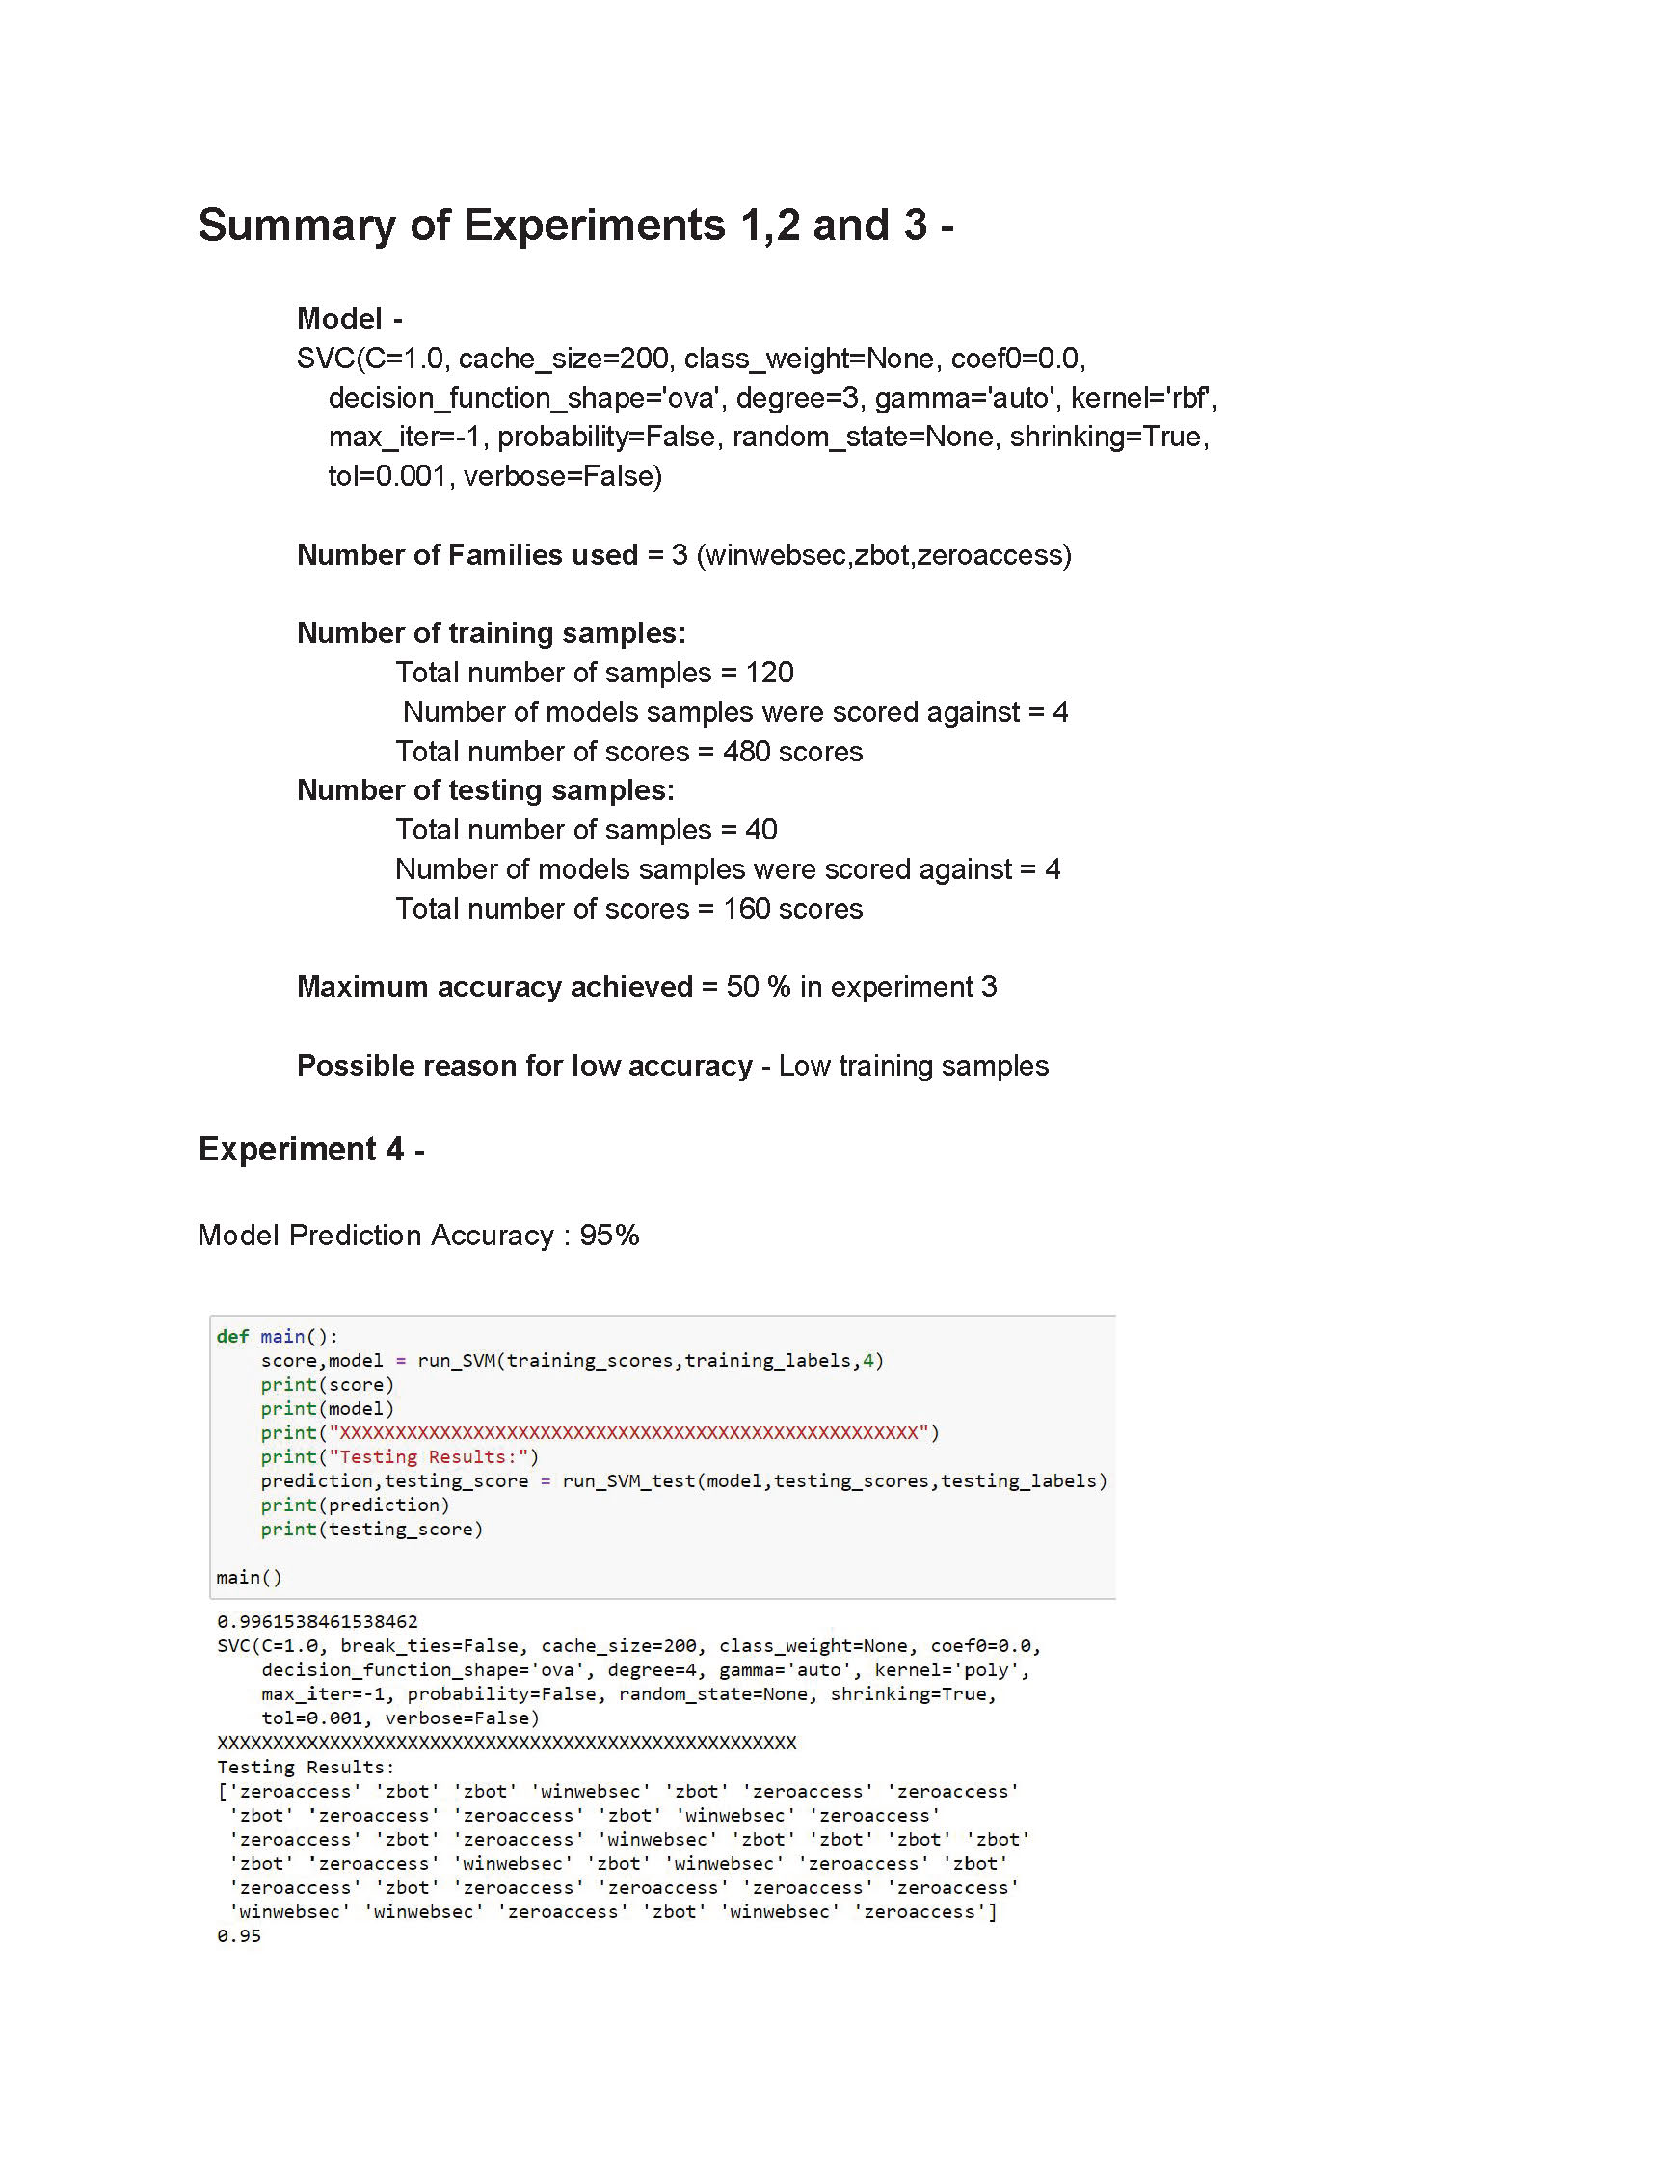 Summary of Experiments 1,2 and 3 -
Model -
SVC(C=1.0, cache_size=200, class_weight=None, coef0=0.0,
decision_function_shape='ova', degree=3, gamma='auto', kernel='rbf',
max_iter=-1, probability=False, random_state=None, shrinking=True,
tol=0.001, verbose=False)
Number of Families used = 3 (winwebsec,zbot,zeroaccess)
Number of training samples:
Total number of samples = 120
Number of models samples were scored against = 4
Total number of scores = 480 scores
Number of testing samples:
Total number of samples = 40
Number of models samples were scored against = 4
Total number of scores = 160 scores
Maximum accuracy achieved = 50 % in experiment 3
Possible reason for low accuracy - Low training samples
Experiment 4 -
Model Prediction Accuracy : 95%
def main():
    score,model = run_SVM(training_scores,training_labels,4)
    print(score)
    print(model)
    print("XXXXXXXXXXXXXXXXXXXXXXXXXXXXXXXXXXXXXXXXXXXXXXXXXXXX")
    print("Testing Results:")
    prediction,testing_score = run_SVM_test(model,testing_scores,testing_labels)
    print(prediction)
    print(testing_score)
main()
0.9961538461538462
SVC(C=1.0, break_ties=False, cache_size=200, class_weight=None, coef0=0.0,
    decision_function_shape='ova', degree=4, gamma='auto', kernel='poly',
    max_iter=-1, probability=False, random_state=None, shrinking=True,
    tol=0.001, verbose=False)
XXXXXXXXXXXXXXXXXXXXXXXXXXXXXXXXXXXXXXXXXXXXXXXXXXXX
Testing Results:
['zeroaccess' 'zbot' 'zbot' 'winwebsec' 'zbot' 'zeroaccess' 'zeroaccess'
 'zbot' 'zeroaccess' 'zeroaccess' 'zbot' 'winwebsec' 'zeroaccess'
 'zeroaccess' 'zbot' 'zeroaccess' 'winwebsec' 'zbot' 'zbot' 'zbot' 'zbot'
 'zbot' 'zeroaccess' 'winwebsec' 'zbot' 'winwebsec' 'zeroaccess' 'zbot'
 'zeroaccess' 'zbot' 'zeroaccess' 'zeroaccess' 'zeroaccess' 'zeroaccess'
 'winwebsec' 'winwebsec' 'zeroaccess' 'zbot' 'winwebsec' 'zeroaccess']
0.95